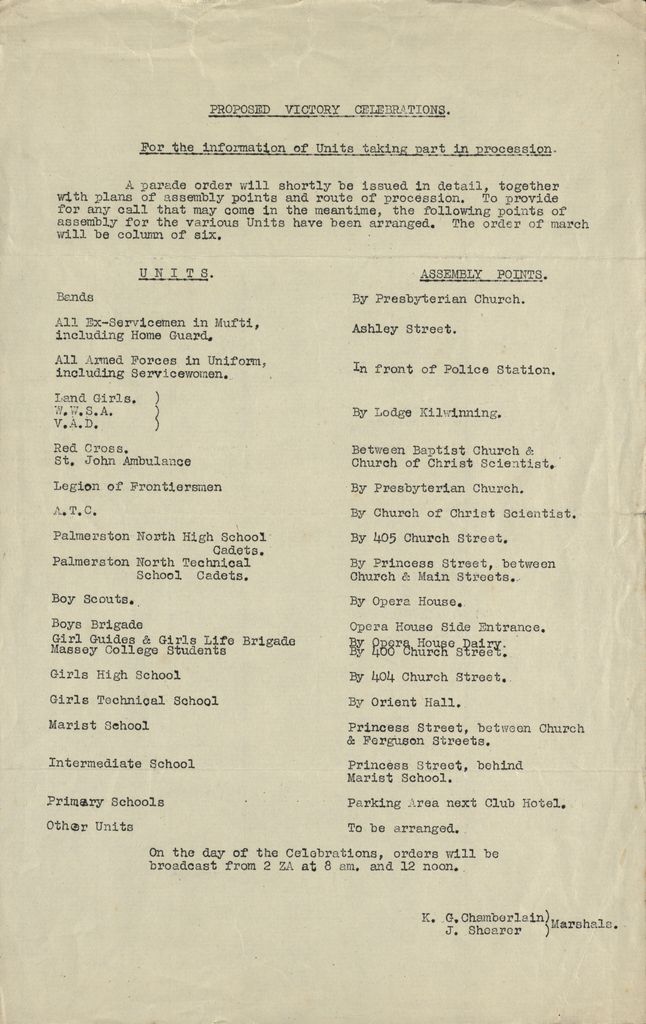 PROPOSED VICTORY CELEBRATIONS.
For the information of Units taking part in procession.
A parade order will shortly be issued in detail, together
with plans of assembly points and route of procession. To provide
for any call that may come in the meantime, the following points of
assembly for the various Units have been arranged. The order of march
will be column of six.
U N I T S. ASSEMBLY POINTS.
Bands By Presbyterian Church.
All Ex-Servicemen in Mufti,
including Home Guard. Ashley Street.
All Armed Forces in Uniform,
including Servicewomen. In front of Police Station.
Land Girls. )
W.W.S.A. ) By Lodge Kilwinning.
V.A.D. )
Red Cross. Between Baptist Church &
St. John Ambulance Church of Christ Scientist.
Legion of Frontiersmen By Presbyterian Church.
A.T.C. By Church of Christ Scientist.
Palmerston North High School By 405 Church Street.
Cadets.
Palmerston North Technical By Princess Street, between
School Cadets. Church & Main Streets.
Boy Scouts. By Opera House.
Boys Brigade Opera House Side Entrance.
Girl Guides & Girls Life Brigade By Opera House Dairy.
Massey College Students By 400 Church Street.
Girls High School By 404 Church Street.
Girls Technical School By Orient Hall.
Marist School Princess Street, between Church
& Ferguson Streets.
Intermediate School Princess Street, behind
Marist School.
Primary Schools Parking Area next Club Hotel.
Other Units To be arranged.
On the day of the Celebrations, orders will be
broadcast from 2 ZA at 8 am. and 12 noon.
K. G.Chamberlain)
J. Shearer ) Marshals.